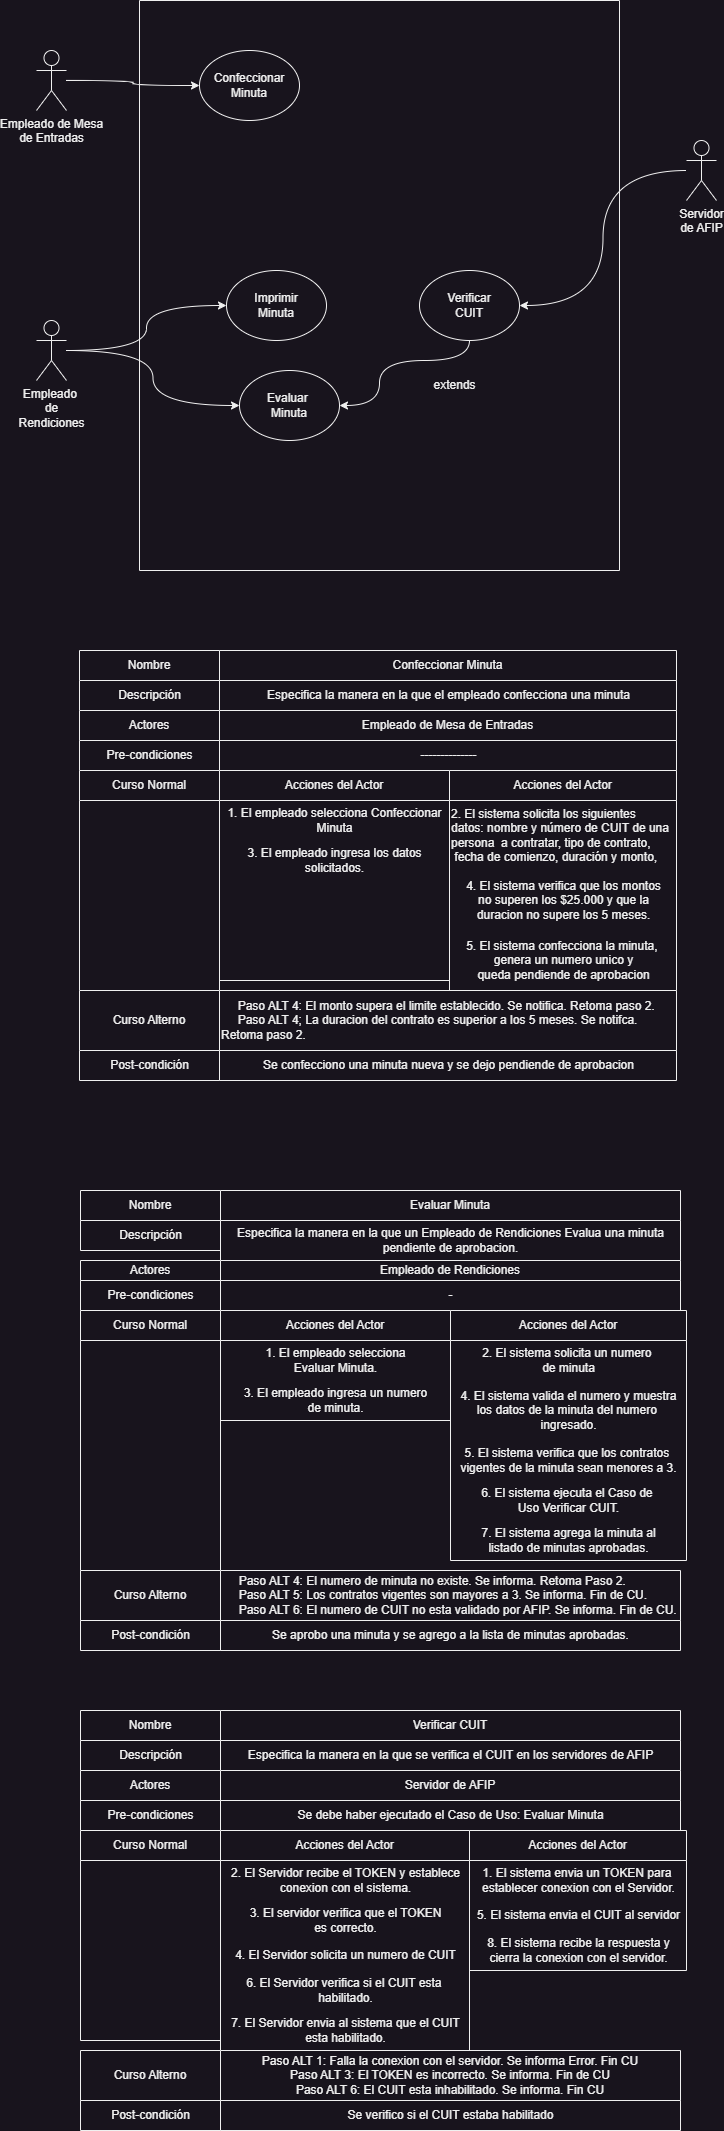 Confeccionar
Minuta
Empleado de Mesa
de Entradas
Servidor
de AFIP
Imprimir
Minuta
Verificar
CUIT
Empleado
de
Rendiciones
Evaluar
Minuta
extends
Nombre
Confeccionar Minuta
Descripción
Especifica la manera en la que el empleado confecciona una minuta
Actores
Empleado de Mesa de Entradas
Pre-condiciones
--------------
Curso Normal
Acciones del Actor
Acciones del Actor
1. El empleado selecciona Confeccionar
Minuta
3. El empleado ingresa los datos
solicitados.
2. El sistema solicita los siguientes
datos: nombre y número de CUIT de una
persona  a contratar, tipo de contrato,
fecha de comienzo, duración y monto,
4. El sistema verifica que los montos
no superen los $25.000 y que la
duracion no supere los 5 meses.
5. El sistema confecciona la minuta,
genera un numero unico y
queda pendiende de aprobacion
Curso Alterno
Paso ALT 4: El monto supera el limite establecido. Se notifica. Retoma paso 2.
Paso ALT 4; La duracion del contrato es superior a los 5 meses. Se notifca.
Retoma paso 2.
Post-condición
Se confecciono una minuta nueva y se dejo pendiende de aprobacion
Nombre
Evaluar Minuta
Descripción
Especifica la manera en la que un Empleado de Rendiciones Evalua una minuta
pendiente de aprobacion.
Actores
Empleado de Rendiciones
Pre-condiciones
-
Curso Normal
Acciones del Actor
Acciones del Actor
1. El empleado selecciona
Evaluar Minuta.
3. El empleado ingresa un numero
de minuta.
2. El sistema solicita un numero
de minuta
4. El sistema valida el numero y muestra
los datos de la minuta del numero
ingresado.
5. El sistema verifica que los contratos
vigentes de la minuta sean menores a 3.
6. El sistema ejecuta el Caso de
Uso Verificar CUIT.
7. El sistema agrega la minuta al
listado de minutas aprobadas.
Curso Alterno
Paso ALT 4: El numero de minuta no existe. Se informa. Retoma Paso 2.
Paso ALT 5: Los contratos vigentes son mayores a 3. Se informa. Fin de CU.
Paso ALT 6: El numero de CUIT no esta validado por AFIP. Se informa. Fin de CU.
Post-condición
Se aprobo una minuta y se agrego a la lista de minutas aprobadas.
Nombre
Verificar CUIT
Descripción
Especifica la manera en la que se verifica el CUIT en los servidores de AFIP
Actores
Servidor de AFIP
Pre-condiciones
Se debe haber ejecutado el Caso de Uso: Evaluar Minuta
Curso Normal
Acciones del Actor
Acciones del Actor
2. El Servidor recibe el TOKEN y establece
conexion con el sistema.
3. El servidor verifica que el TOKEN
es correcto.
4. El Servidor solicita un numero de CUIT
6. El Servidor verifica si el CUIT esta
habilitado.
7. El Servidor envia al sistema que el CUIT
esta habilitado.
1. El sistema envia un TOKEN para
establecer conexion con el Servidor.
5. El sistema envia el CUIT al servidor
8. El sistema recibe la respuesta y
cierra la conexion con el servidor.
Curso Alterno
Paso ALT 1: Falla la conexion con el servidor. Se informa Error. Fin CU
Paso ALT 3: El TOKEN es incorrecto. Se informa. Fin de CU
Paso ALT 6: El CUIT esta inhabilitado. Se informa. Fin CU
Post-condición
Se verifico si el CUIT estaba habilitado